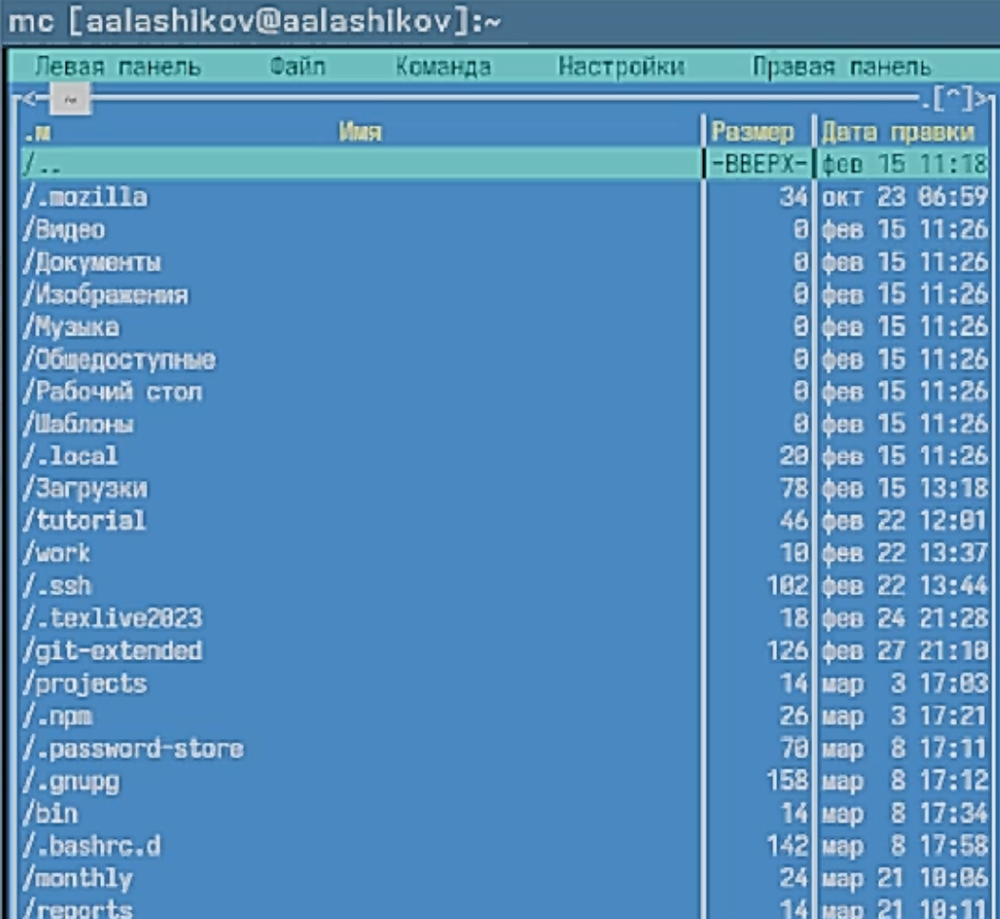 mc [aalashikov@aalashikov]:~
Левая панель Файл Команда Настройки Правая панель
<- ~ .[^]>
.м Имя Размер Дата правки
/.. -ВВЕРХ- фев 15 11:18
/.mozilla 34 окт 23 06:59
/Видео 0 фев 15 11:26
/Документы 0 фев 15 11:26
/Изображения 0 фев 15 11:26
/Музыка 0 фев 15 11:26
/Общедоступные 0 фев 15 11:26
/Рабочий стол 0 фев 15 11:26
/Шаблоны 0 фев 15 11:26
/.local 20 фев 15 11:26
/Загрузки 78 фев 15 13:18
/tutorial 46 фев 22 12:01
/work 10 фев 22 13:37
/.ssh 102 фев 22 13:44
/.texlive2023 18 фев 24 21:28
/git-extended 126 фев 27 21:10
/projects 14 мар 3 17:03
/.npm 26 мар 3 17:21
/.password-store 70 мар 8 17:11
/.gnupg 158 мар 8 17:12
/bin 14 мар 8 17:34
/.bashrc.d 142 мар 8 17:58
/monthly 24 мар 21 10:06
/reports 14 мар 21 10:11